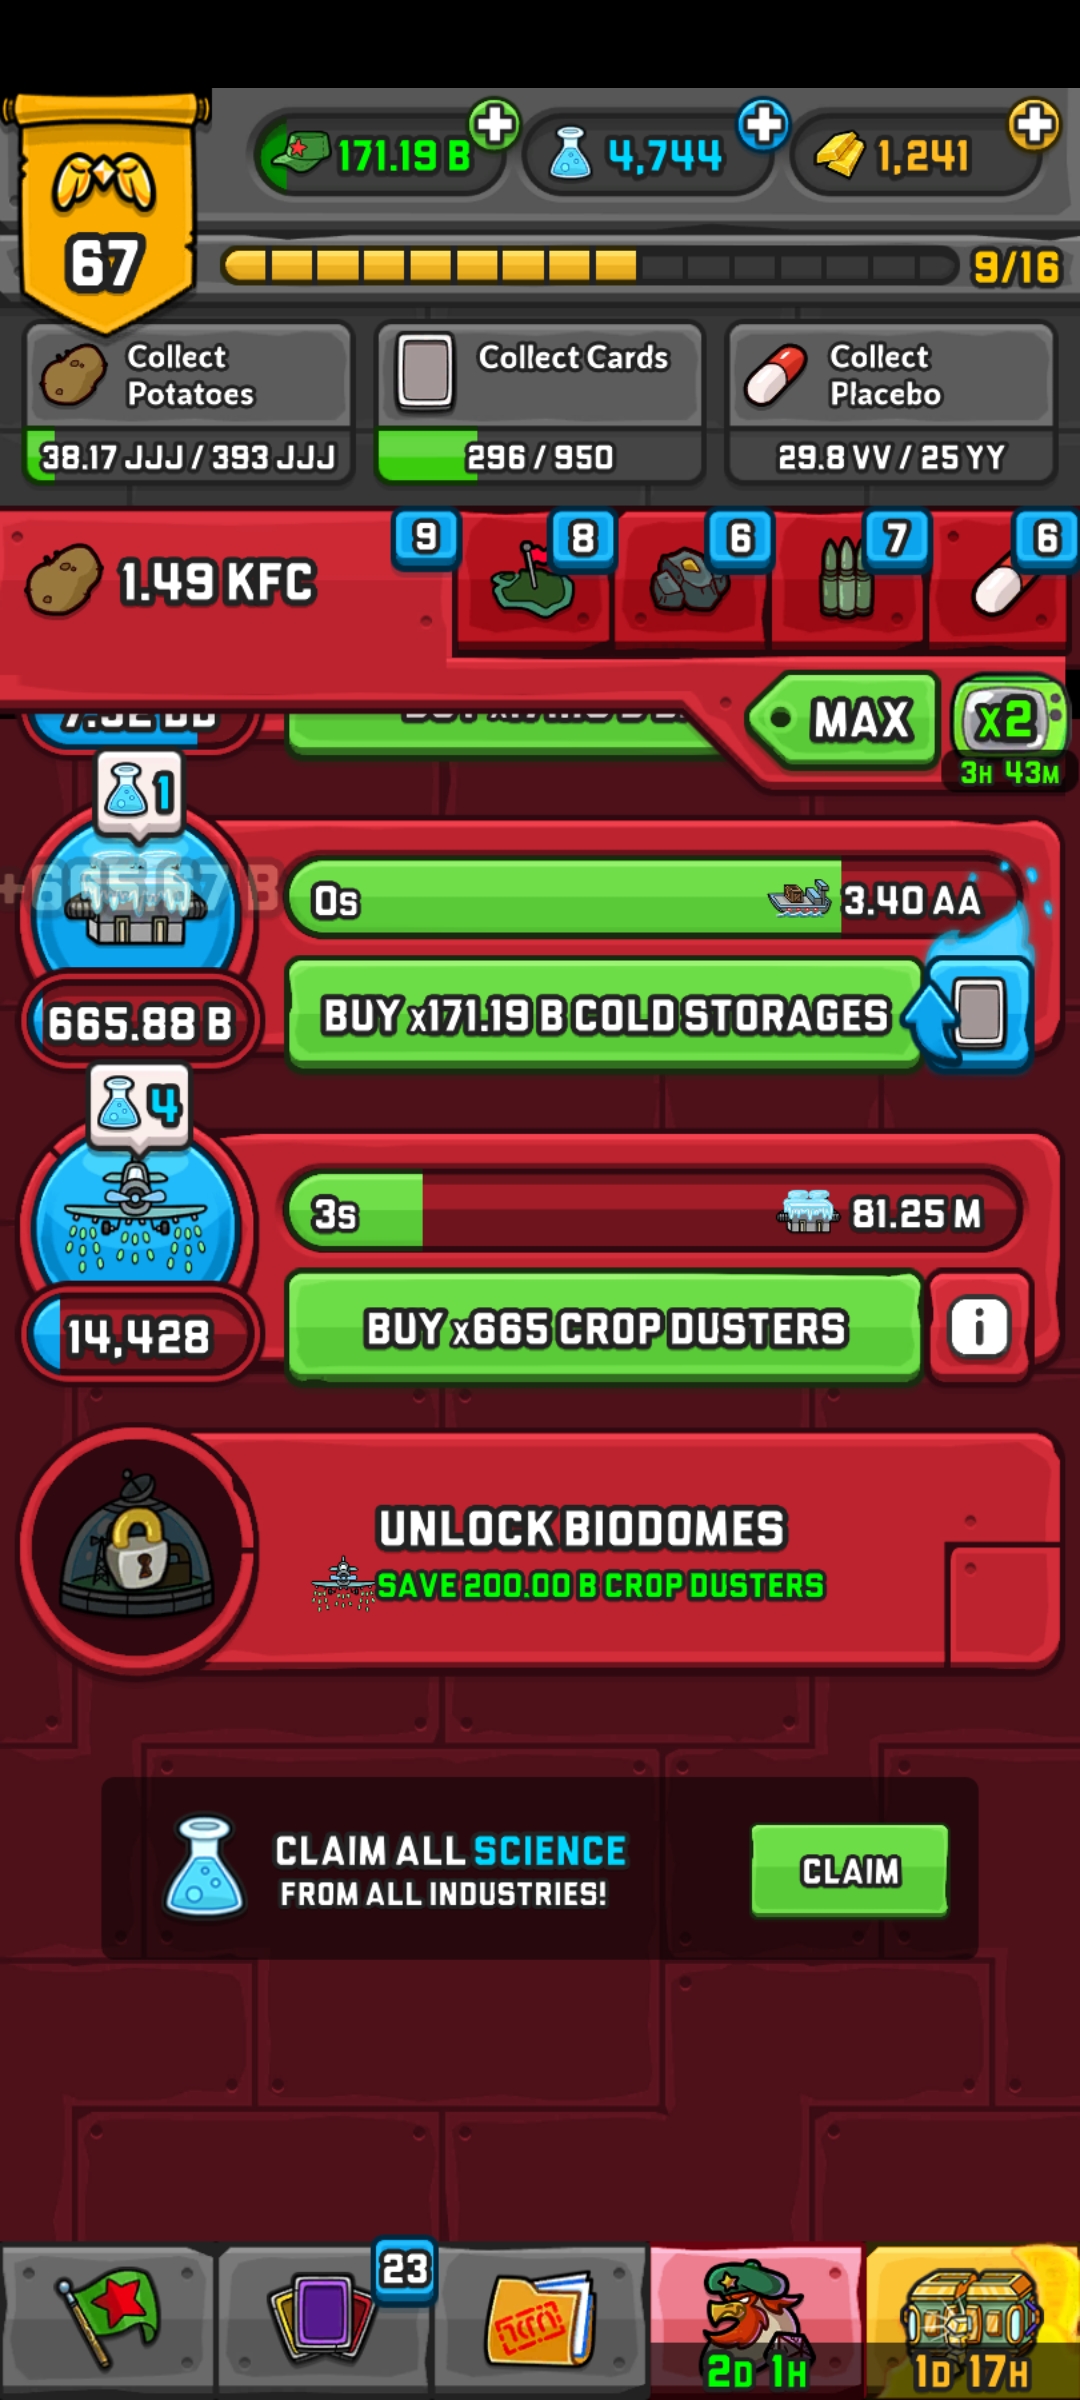 171.19 B
4,744
1,241
67
9/16
Collect
Potatoes
38.17 JJJ / 393 JJJ
Collect Cards
296 / 950
Collect
Placebo
29.8 VV / 25 YY
1.49 KFC
9
8
6
7
6
MAX
x2
3H 43M
1
+665.67 B
0s
3.40 AA
665.88 B
BUY x171.19 B COLD STORAGES
4
3s
81.25 M
14,428
BUY x665 CROP DUSTERS
i
UNLOCK BIODOMES
SAVE 200.00 B CROP DUSTERS
CLAIM ALL SCIENCE
FROM ALL INDUSTRIES!
CLAIM
23
2D 1H
1D 17H